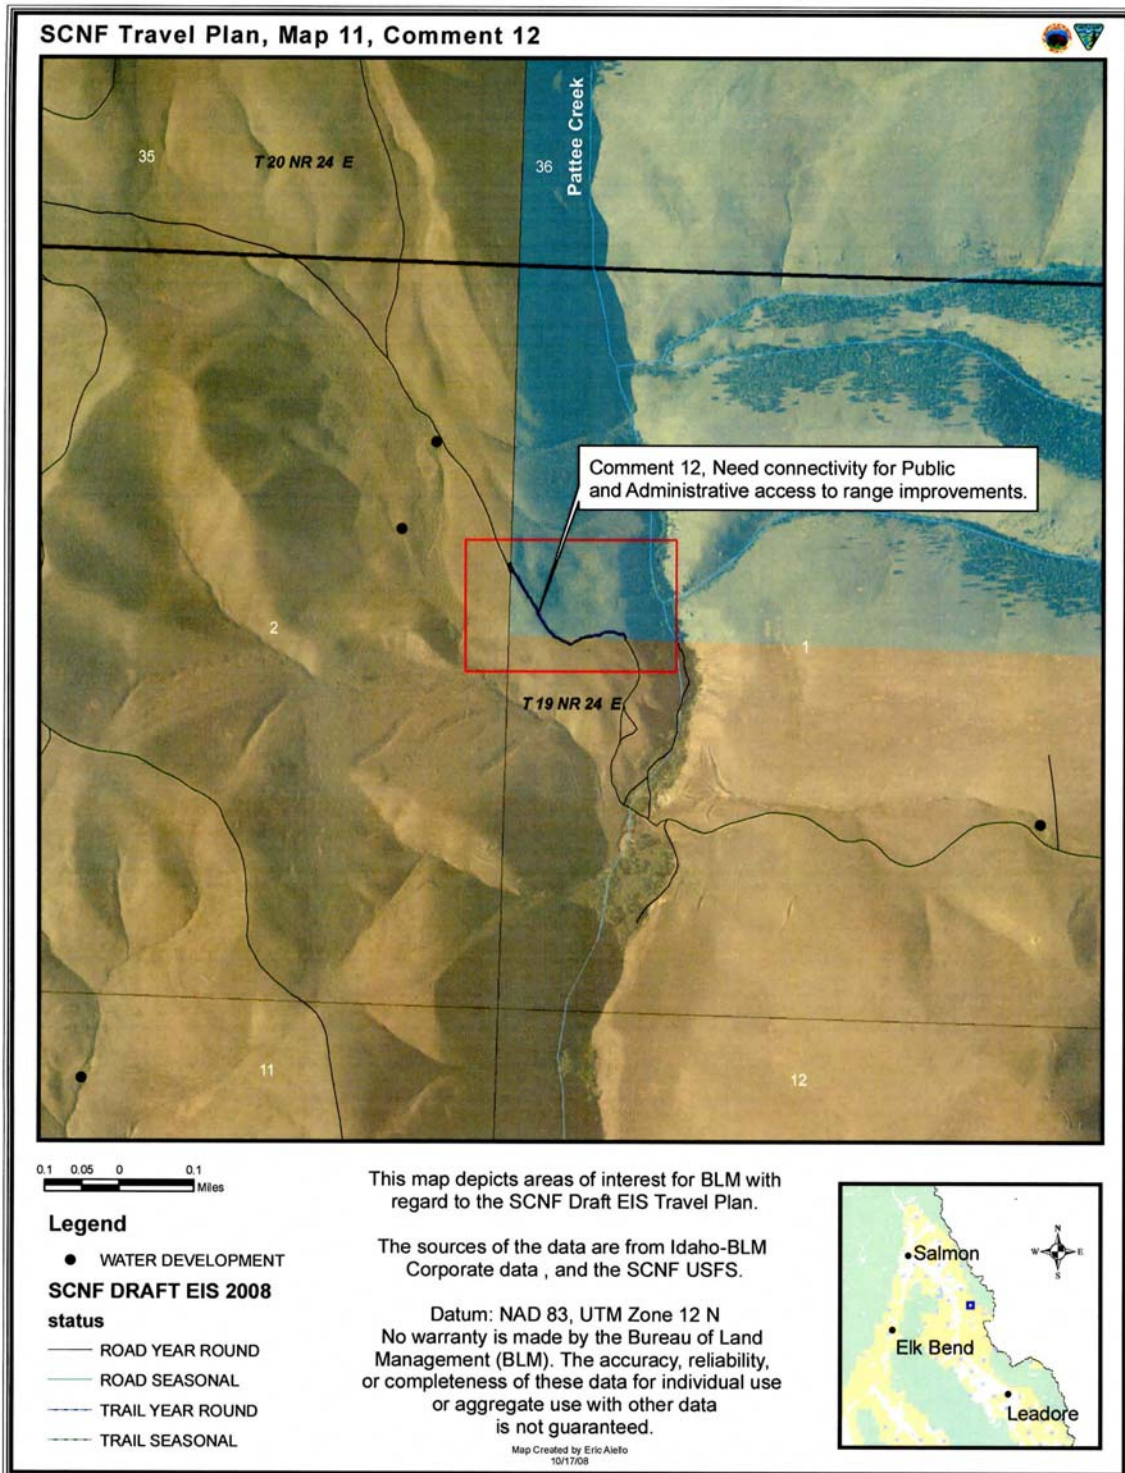 SCNF Travel Plan, Map 11, Comment 12
35
T 20 NR 24 E
36
Pattee Creek
Comment 12, Need connectivity for Public
and Administrative access to range improvements.
2
1
T 19 NR 24 E
11
12
0.1 0.05 0 0.1
Miles
Legend
WATER DEVELOPMENT
SCNF DRAFT EIS 2008
status
ROAD YEAR ROUND
ROAD SEASONAL
TRAIL YEAR ROUND
TRAIL SEASONAL
This map depicts areas of interest for BLM with
regard to the SCNF Draft EIS Travel Plan.
The sources of the data are from Idaho-BLM
Corporate data , and the SCNF USFS.
Datum: NAD 83, UTM Zone 12 N
No warranty is made by the Bureau of Land
Management (BLM). The accuracy, reliability,
or completeness of these data for individual use
or aggregate use with other data
is not guaranteed.
Map Created by Eric Aiello
10/17/08
Salmon
N
W E
S
Elk Bend
Leadore